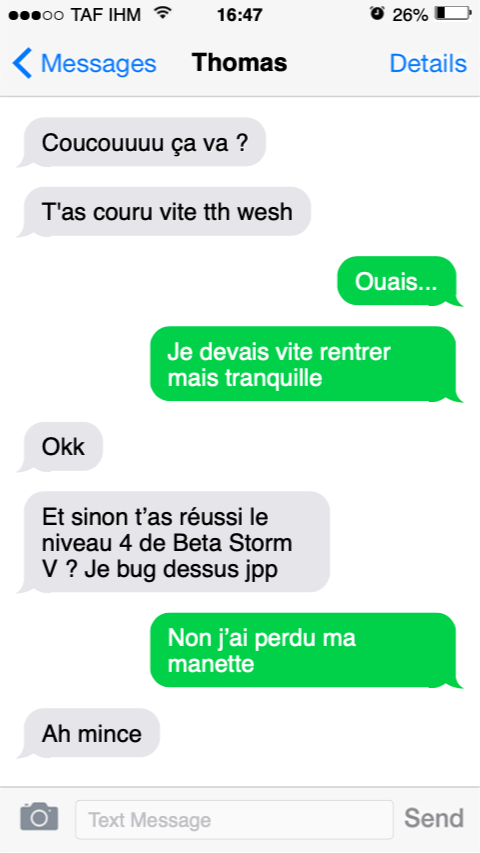 TAF IHM 16:47 26%
Messages Thomas Details
Coucouuuu ça va ?
T'as couru vite tth wesh
Ouais...
Je devais vite rentrer
mais tranquille
Okk
Et sinon t’as réussi le
niveau 4 de Beta Storm
V ? Je bug dessus jpp
Non j’ai perdu ma
manette
Ah mince
Text Message Send